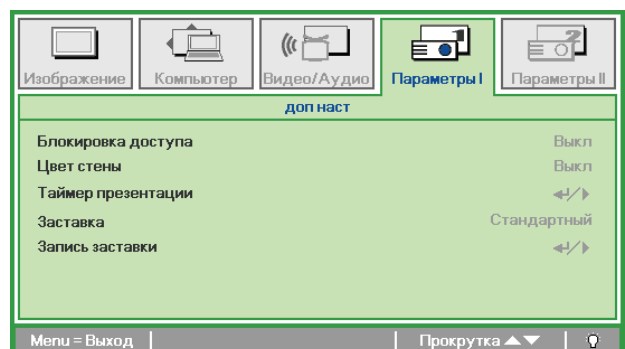 Изображение Компьютер Видео/Аудио Параметры I Параметры II
доп наст
Блокировка доступа Выкл
Цвет стены Выкл
Таймер презентации
Заставка Стандартный
Запись заставки
Menu = Выход Прокрутка